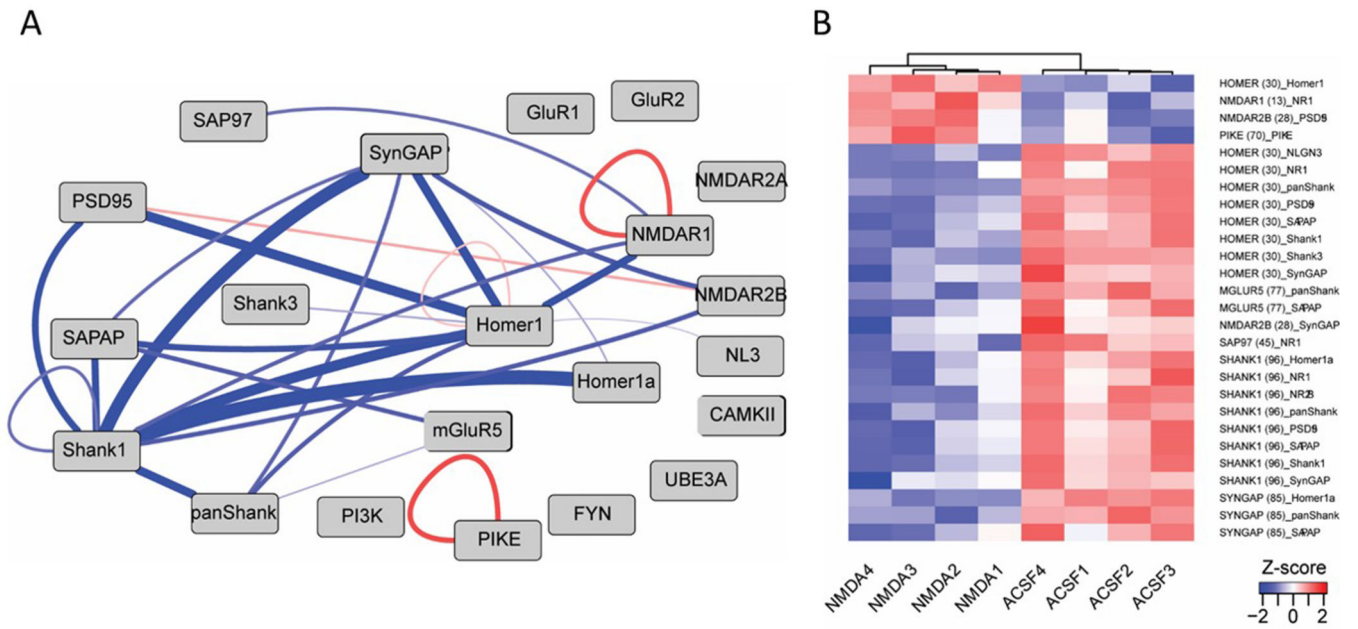 A
B
GluR2
GluR1
SAP97
SynGAP
NMDAR2A
PSD95
NMDAR1
NMDAR2B
Shank3
Homer1
SAPAP
NL3
Homer1a
CAMKII
mGluR5
Shank1
UBE3A
panShank
PI3K
FYN
PIKE
HOMER (30)_Homer1
NMDAR1 (13)_NR1
NMDAR2B (28)_PSD95
PIKE (70)_PIKE
HOMER (30)_NLGN3
HOMER (30)_NR1
HOMER (30)_panShank
HOMER (30)_PSD95
HOMER (30)_SAPAP
HOMER (30)_Shank1
HOMER (30)_Shank3
HOMER (30)_SynGAP
MGLUR5 (77)_panShank
MGLUR5 (77)_SAPAP
NMDAR2B (28)_SynGAP
SAP97 (45)_NR1
SHANK1 (96)_Homer1a
SHANK1 (96)_NR1
SHANK1 (96)_NR2B
SHANK1 (96)_panShank
SHANK1 (96)_PSD95
SHANK1 (96)_SAPAP
SHANK1 (96)_Shank1
SHANK1 (96)_SynGAP
SYNGAP (85)_Homer1a
SYNGAP (85)_panShank
SYNGAP (85)_SAPAP
NMDA4 NMDA3 NMDA2 NMDA1 ACSF4 ACSF1 ACSF2 ACSF3
Z-score
−2 0 2